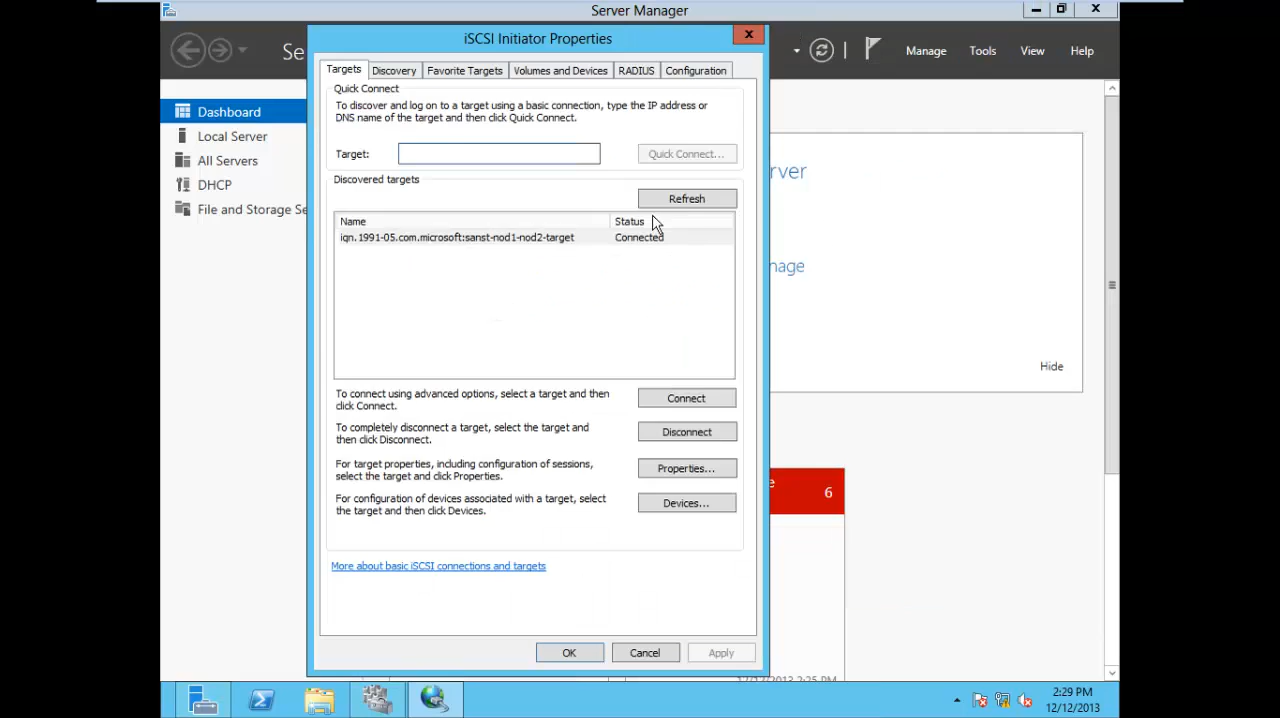 Server Manager
iSCSI Initiator Properties
Se
Manage
Tools
View
Help
Targets
Discovery
Favorite Targets
Volumes and Devices
RADIUS
Configuration
Quick Connect
To discover and log on to a target using a basic connection, type the IP address or
DNS name of the target and then click Quick Connect.
Target:
Quick Connect...
Discovered targets
Refresh
Name
Status
iqn.1991-05.com.microsoft:sanst-nod1-nod2-target
Connected
To connect using advanced options, select a target and then
click Connect.
Connect
To completely disconnect a target, select the target and
then click Disconnect.
Disconnect
For target properties, including configuration of sessions,
select the target and click Properties.
Properties...
For configuration of devices associated with a target, select
the target and then click Devices.
Devices...
More about basic iSCSI connections and targets
OK
Cancel
Apply
Dashboard
Local Server
All Servers
DHCP
File and Storage Se
rver
nage
Hide
e
6
12/12/2013 2:25 PM
2:29 PM
12/12/2013